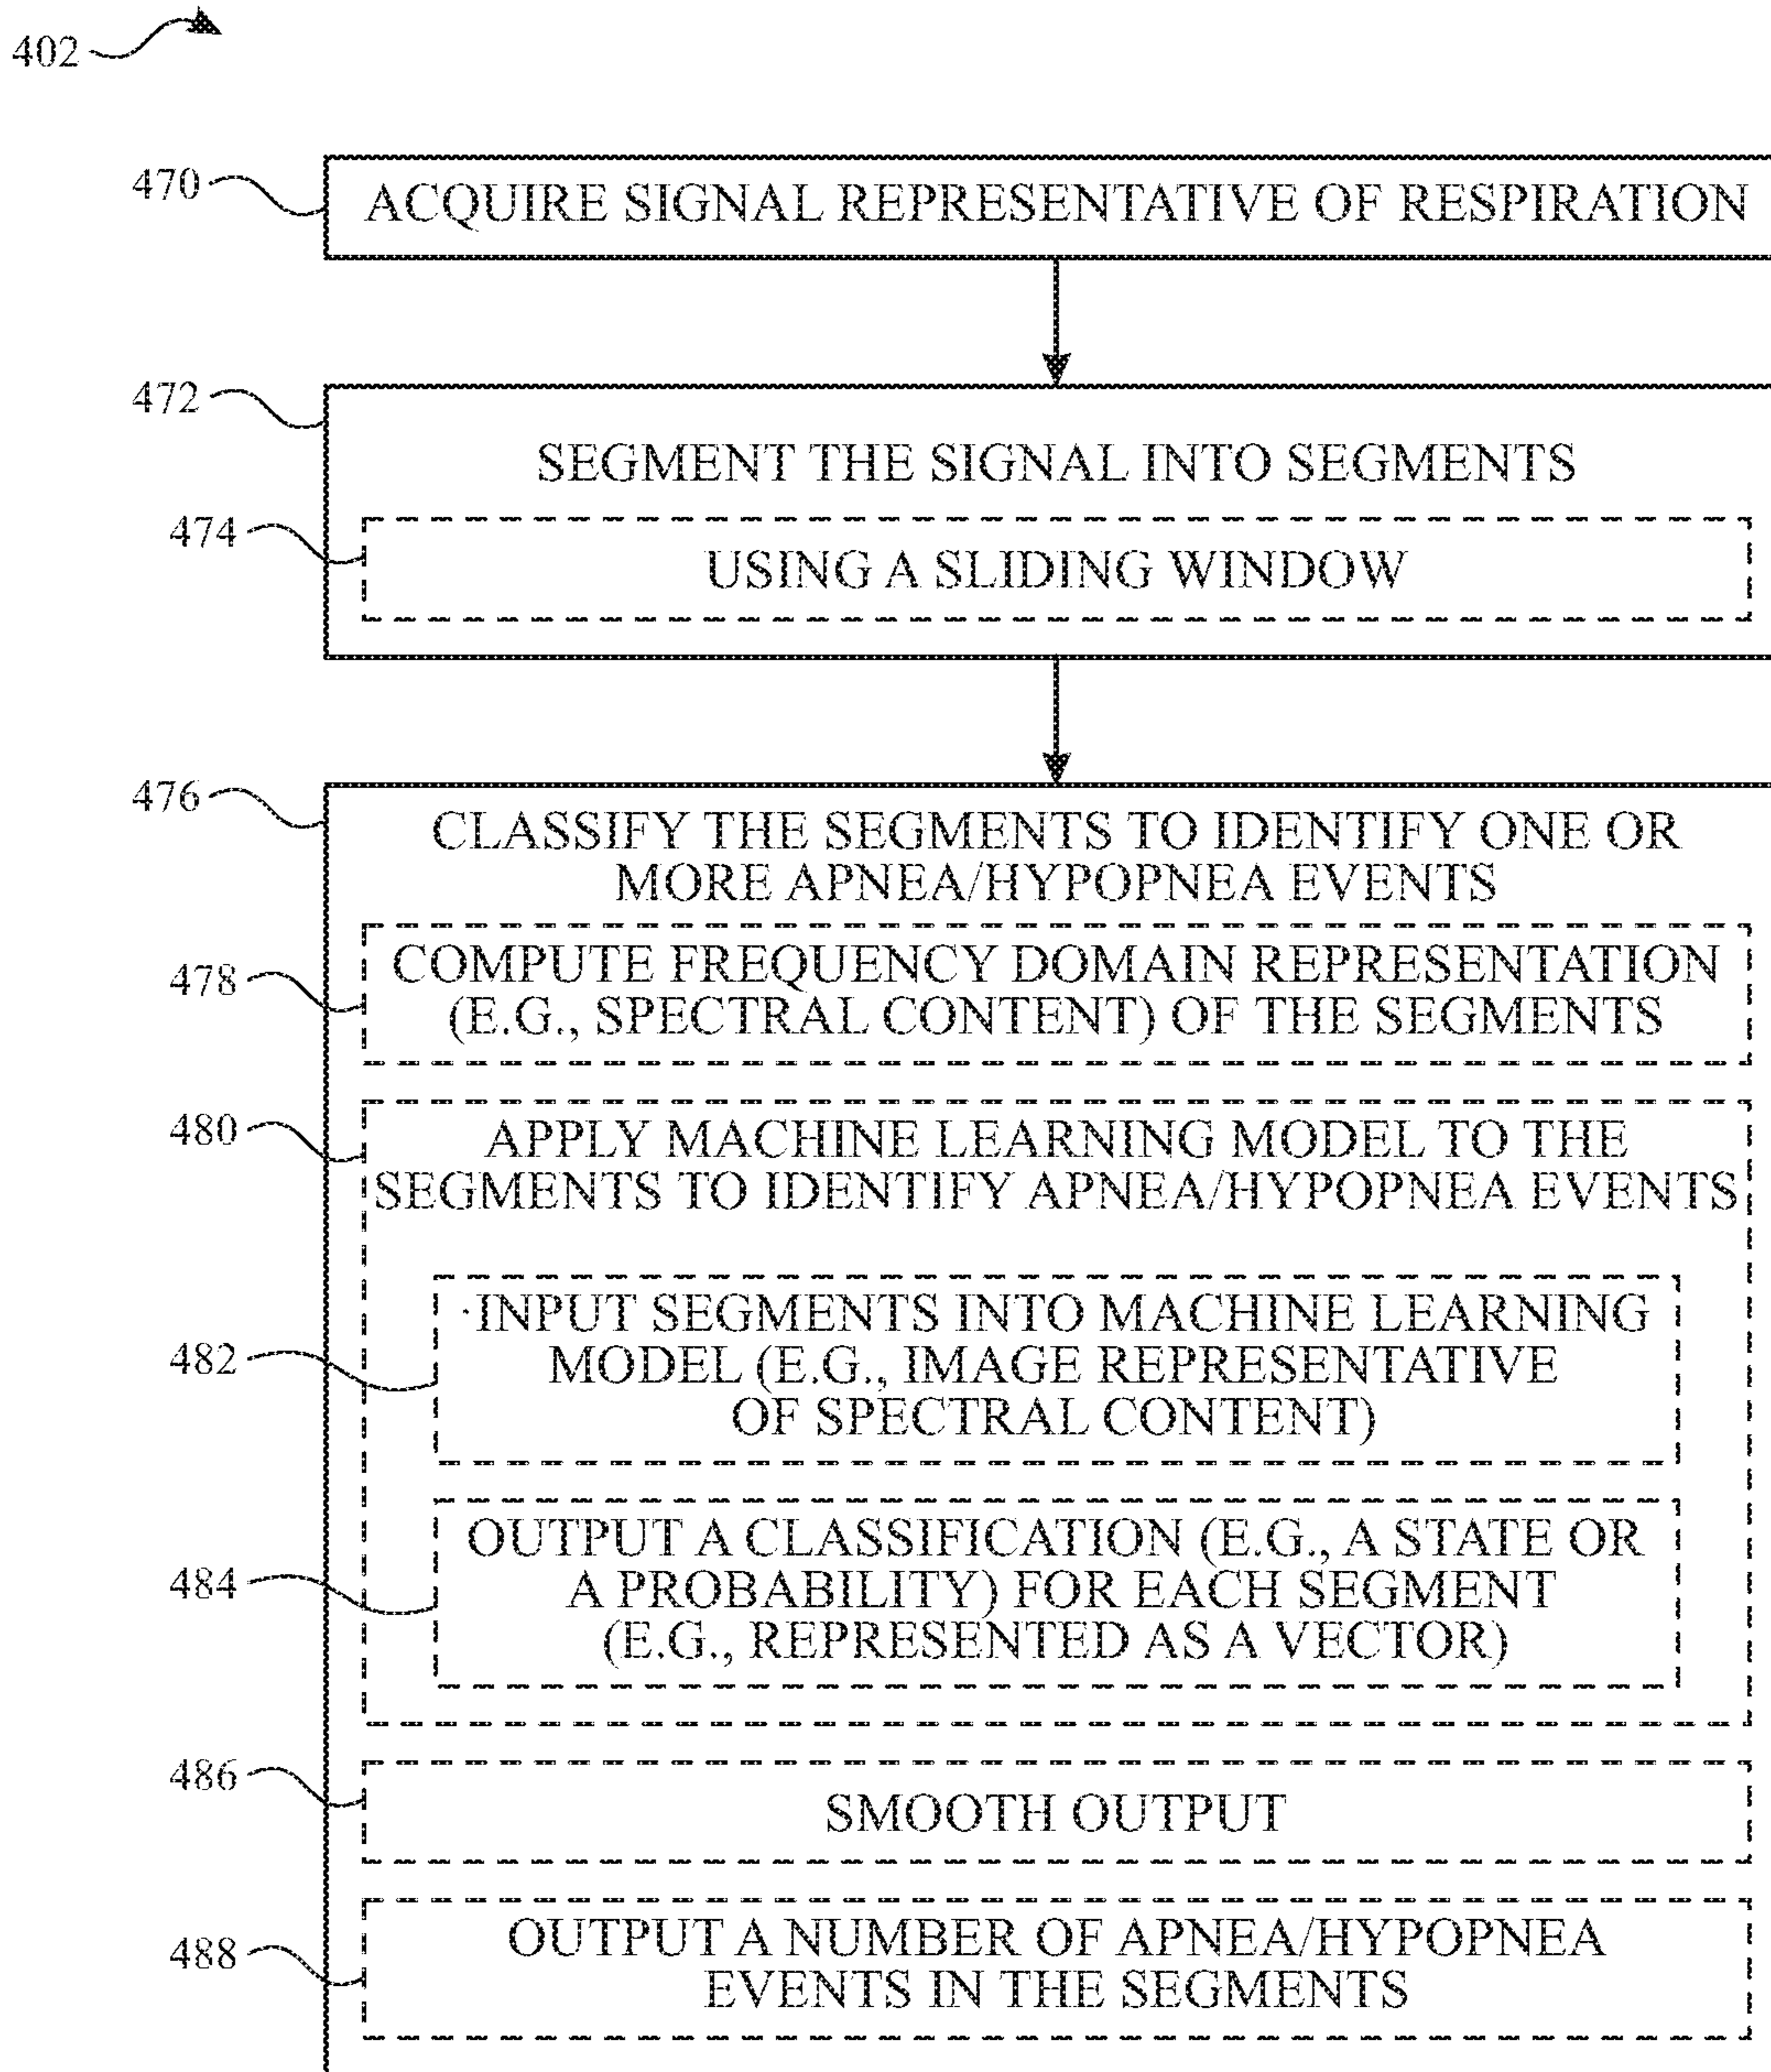 402
470
ACQUIRE SIGNAL REPRESENTATIVE OF RESPIRATION
472
SEGMENT THE SIGNAL INTO SEGMENTS
474
USING A SLIDING WINDOW
476
CLASSIFY THE SEGMENTS TO IDENTIFY ONE OR
MORE APNEA/HYPOPNEA EVENTS
478
COMPUTE FREQUENCY DOMAIN REPRESENTATION
(E.G., SPECTRAL CONTENT) OF THE SEGMENTS
480
APPLY MACHINE LEARNING MODEL TO THE
SEGMENTS TO IDENTIFY APNEA/HYPOPNEA EVENTS
482
INPUT SEGMENTS INTO MACHINE LEARNING
MODEL (E.G., IMAGE REPRESENTATIVE
OF SPECTRAL CONTENT)
484
OUTPUT A CLASSIFICATION (E.G., A STATE OR
A PROBABILITY) FOR EACH SEGMENT
(E.G., REPRESENTED AS A VECTOR)
486
SMOOTH OUTPUT
488
OUTPUT A NUMBER OF APNEA/HYPOPNEA
EVENTS IN THE SEGMENTS